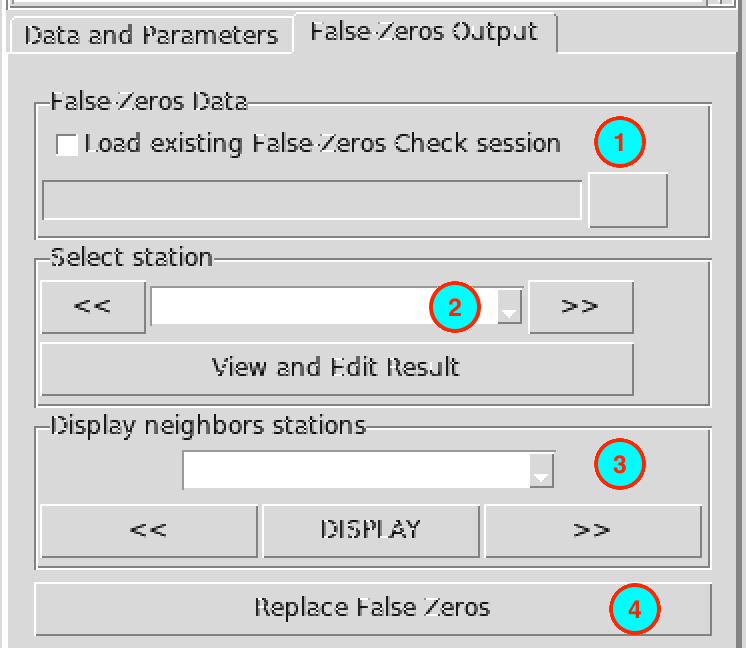 Data and Parameters False Zeros Output
False Zeros Data
Load existing False Zeros Check session 1
Select station
<< 2 >>
View and Edit Result
Display neighbors stations
3
<< DISPLAY >>
Replace False Zeros 4